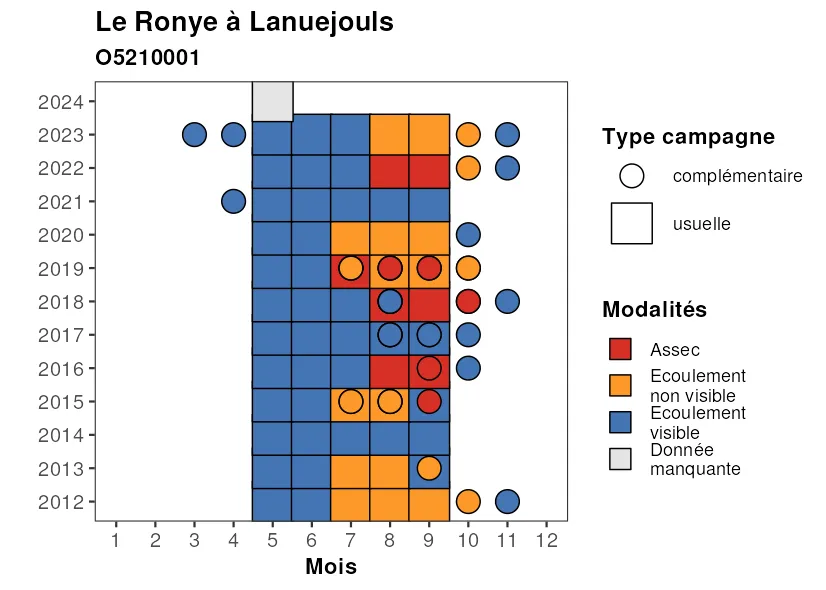 Le Ronye à Lanuejouls
O5210001
2024
2023
2022
2021
2020
2019
2018
2017
2016
2015
2014
2013
2012
1 2 3 4 5 6 7 8 9 10 11 12
Mois
Type campagne
complémentaire
usuelle
Modalités
Assec
Ecoulement
non visible
Ecoulement
visible
Donnée
manquante